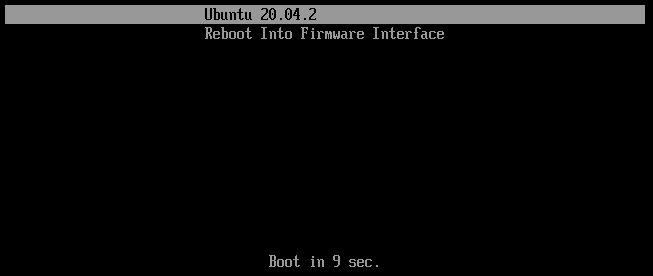 Ubuntu 20.04.2
Reboot Into Firmware Interface
Boot in 9 sec.